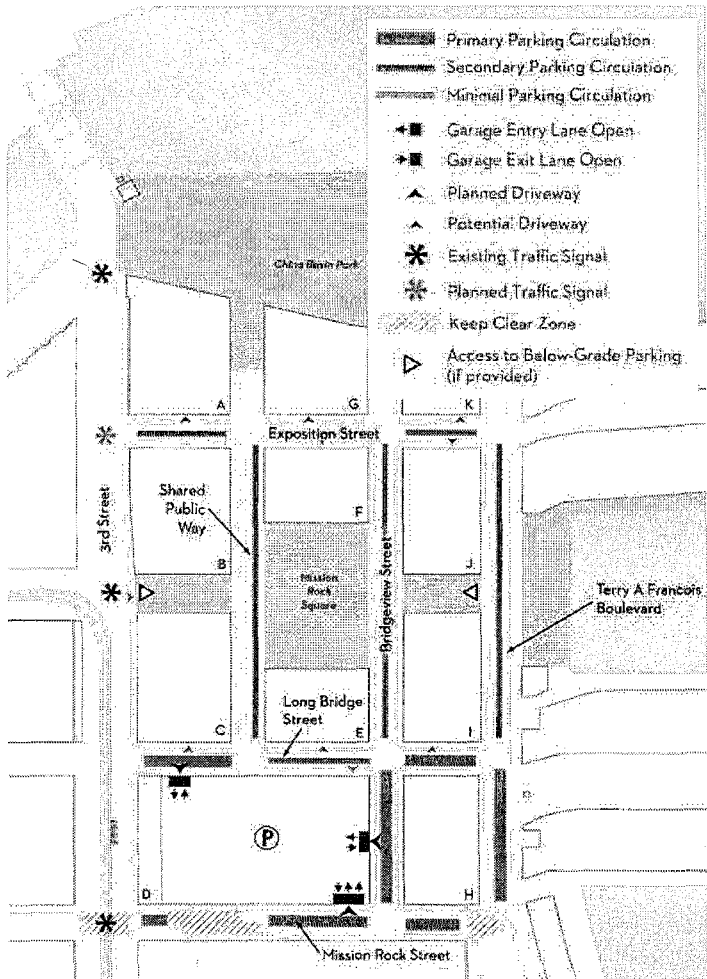 Primary Parking Circulation
Secondary Parking Circulation
Minimal Parking Circulation
Garage Entry Lane Open
Garage Exit Lane Open
Planned Driveway
Potential Driveway
Existing Traffic Signal
Planned Traffic Signal
Keep Clear Zone
Access to Below-Grade Parking
(if provided)
China Basin Park
A
G
K
Exposition Street
3rd Street
Shared
Public
Way
F
B
J
Mission
Rock
Square
Bridgeview Street
Terry A Francois
Boulevard
Long Bridge
Street
C
E
I
P
D
H
Mission Rock Street